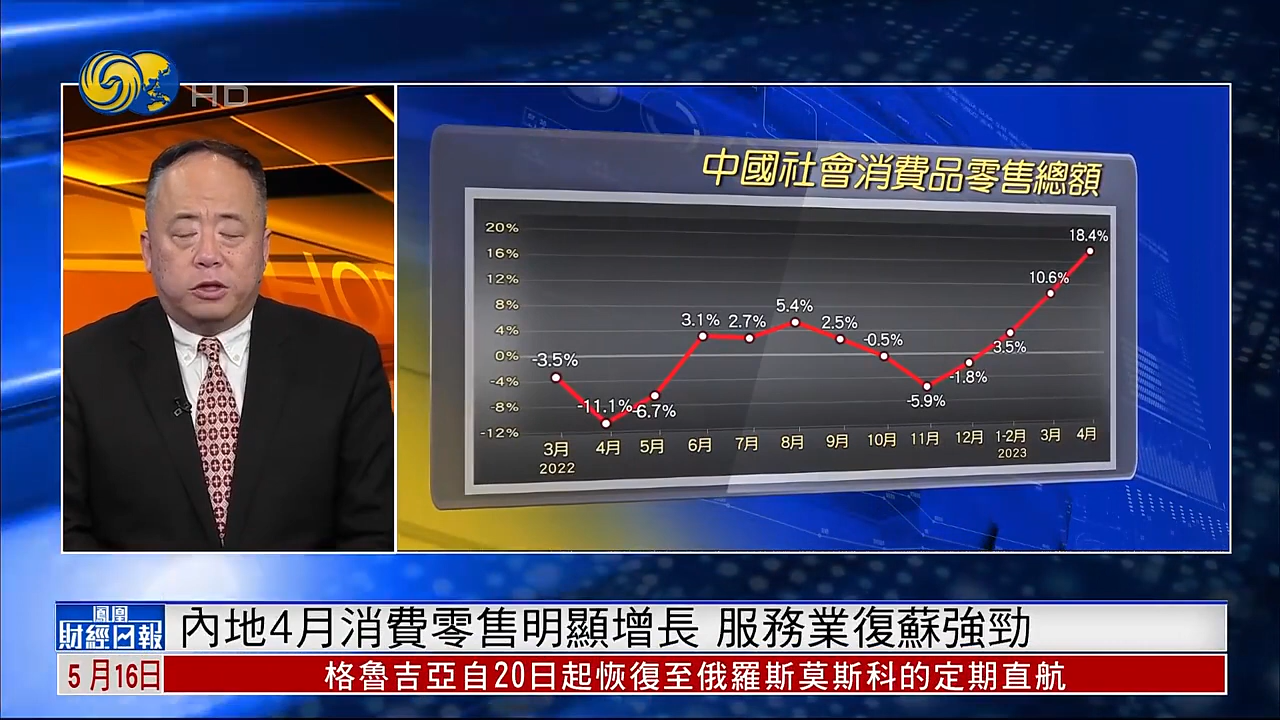 HD
中國社會消費品零售總額
20%
16%
12%
8%
4%
0%
-4%
-8%
-12%
-3.5%
-11.1%
-6.7%
3.1%
2.7%
5.4%
2.5%
-0.5%
-5.9%
-1.8%
3.5%
10.6%
18.4%
3月 4月 5月 6月 7月 8月 9月 10月 11月 12月 1-2月 3月 4月
2022 2023
鳳凰
財經日報
內地4月消費零售明顯增長 服務業復蘇強勁
5月16日
格魯吉亞自20日起恢復至俄羅斯莫斯科的定期直航